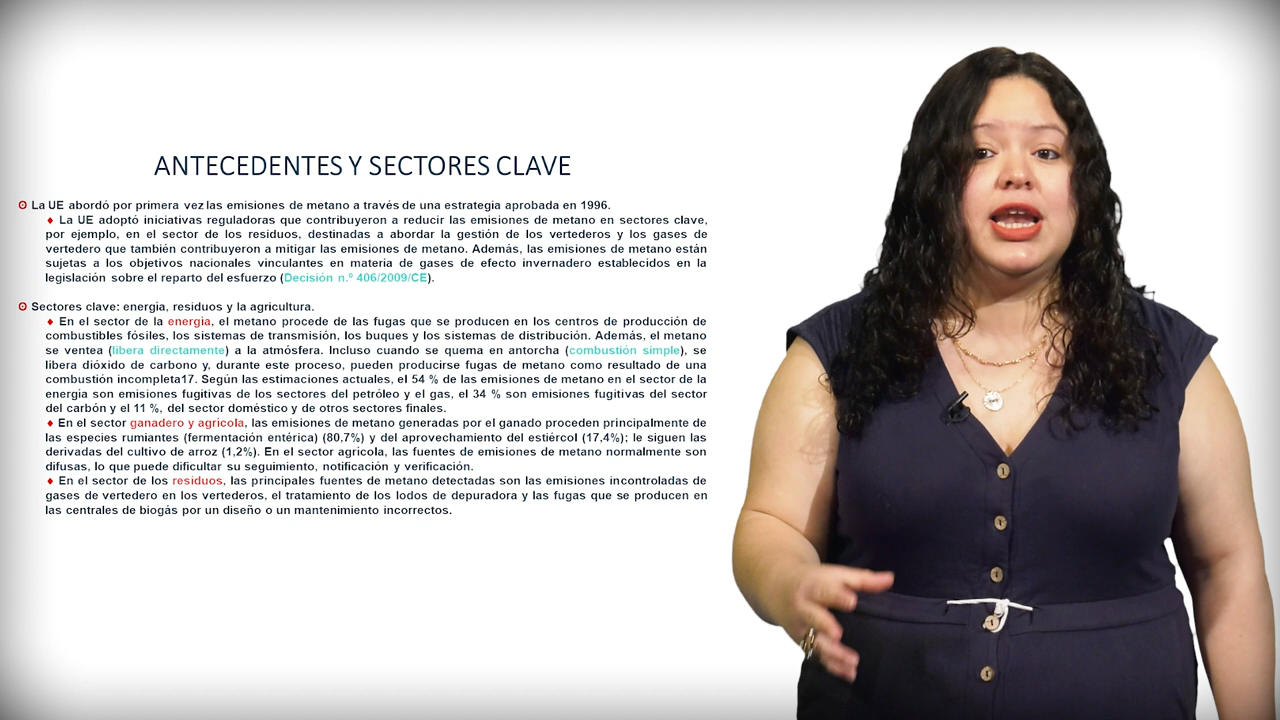 ANTECEDENTES Y SECTORES CLAVE
La UE abordó por primera vez las emisiones de metano a través de una estrategia aprobada en 1996.
♦ La UE adoptó iniciativas reguladoras que contribuyeron a reducir las emisiones de metano en sectores clave,
por ejemplo, en el sector de los residuos, encaminadas a abordar la gestión de los vertederos y los gases de
vertedero que también contribuyeron a mitigar las emisiones de metano. Además, las emisiones de metano están
sujetas a los objetivos nacionales vinculantes en materia de gases de efecto invernadero establecidos en la
legislación sobre el reparto del esfuerzo (Decisión n.º 406/2009/CE).
Sectores clave: energía, residuos y la agricultura.
♦ En el sector de la energía, el metano procede de las fugas que se producen en los centros de producción de
combustibles fósiles, los sistemas de transmisión, los buques y los sistemas de distribución. Además, el metano
se ventea (libera directamente) a la atmósfera. Incluso cuando se quema en antorcha (combustión simple), se
libera dióxido de carbono y, durante este proceso, pueden producirse fugas de metano como resultado de una
combustión incompleta17. Según las estimaciones actuales, el 54 % de las emisiones de metano en el sector de la
energía son emisiones fugitivas de los sectores del petróleo y el gas, el 34 % son emisiones fugitivas del sector
del carbón y el 11 %, del sector doméstico y de otros sectores finales.
♦ En el sector ganadero y agrícola, las emisiones de metano generadas por el ganado proceden principalmente de
las especies rumiantes (fermentación entérica) (80,7%) y del aprovechamiento del estiércol (17,4%); le siguen las
derivadas del cultivo de arroz (1,2%). En el sector agrícola, las fuentes de emisiones de metano normalmente son
difusas, lo que puede dificultar su seguimiento, notificación y verificación.
♦ En el sector de los residuos, las principales fuentes de metano detectadas son las emisiones incontroladas de
gases de vertedero en los vertederos, el tratamiento de los lodos de depuradora y las fugas que se producen en
las centrales de biogás por un diseño o un mantenimiento incorrectos.